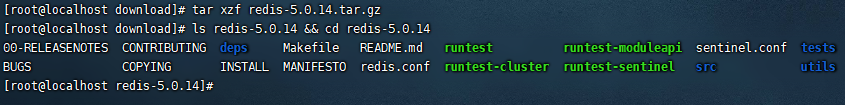 [root@localhost download]# tar xzf redis-5.0.14.tar.gz
[root@localhost download]# ls redis-5.0.14 && cd redis-5.0.14
00-RELEASENOTES CONTRIBUTING deps Makefile README.md runtest runtest-moduleapi sentinel.conf tests
BUGS COPYING INSTALL MANIFESTO redis.conf runtest-cluster runtest-sentinel src utils
[root@localhost redis-5.0.14]#